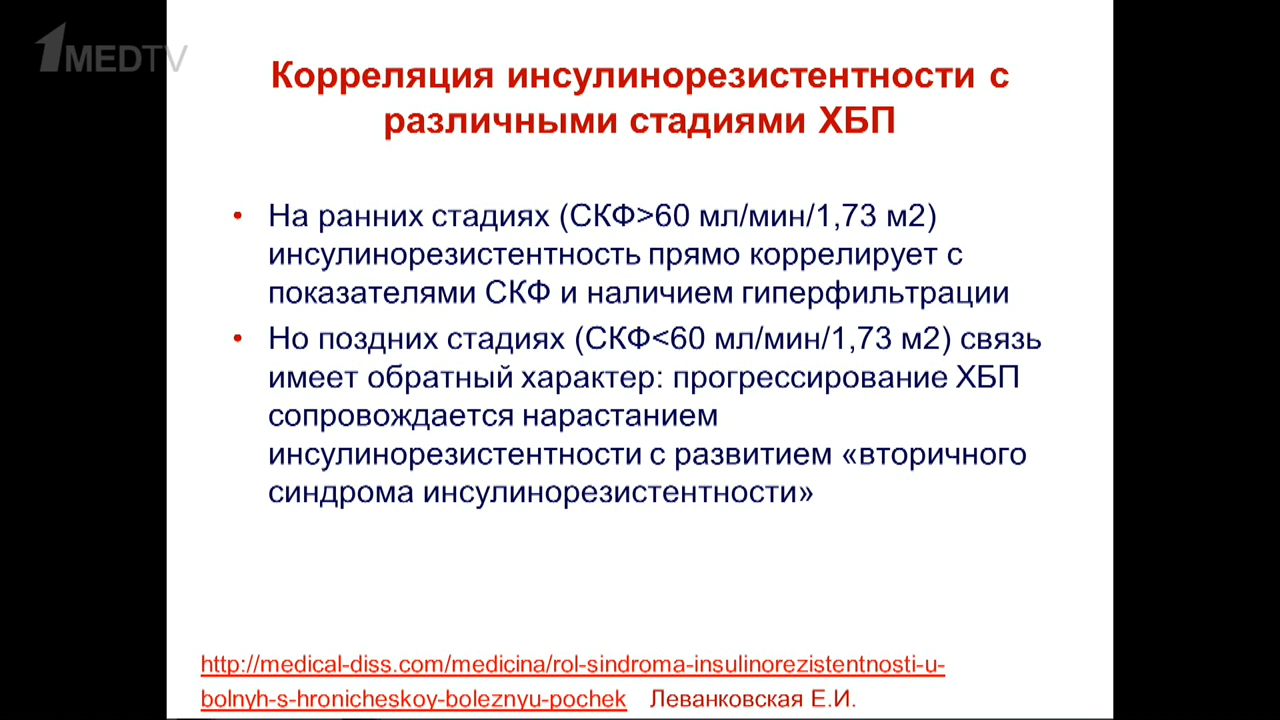 1MEDTV
Корреляция инсулинорезистентности с
различными стадиями ХБП
• На ранних стадиях (СКФ>60 мл/мин/1,73 м2)
инсулинорезистентность прямо коррелирует с
показателями СКФ и наличием гиперфильтрации
• Но поздних стадиях (СКФ<60 мл/мин/1,73 м2) связь
имеет обратный характер: прогрессирование ХБП
сопровождается нарастанием
инсулинорезистентности с развитием «вторичного
синдрома инсулинорезистентности»
http://medical-diss.com/medicina/rol-sindroma-insulinorezistentnosti-u-
bolnyh-s-hronicheskoy-boleznyu-pochek Леванковская Е.И.